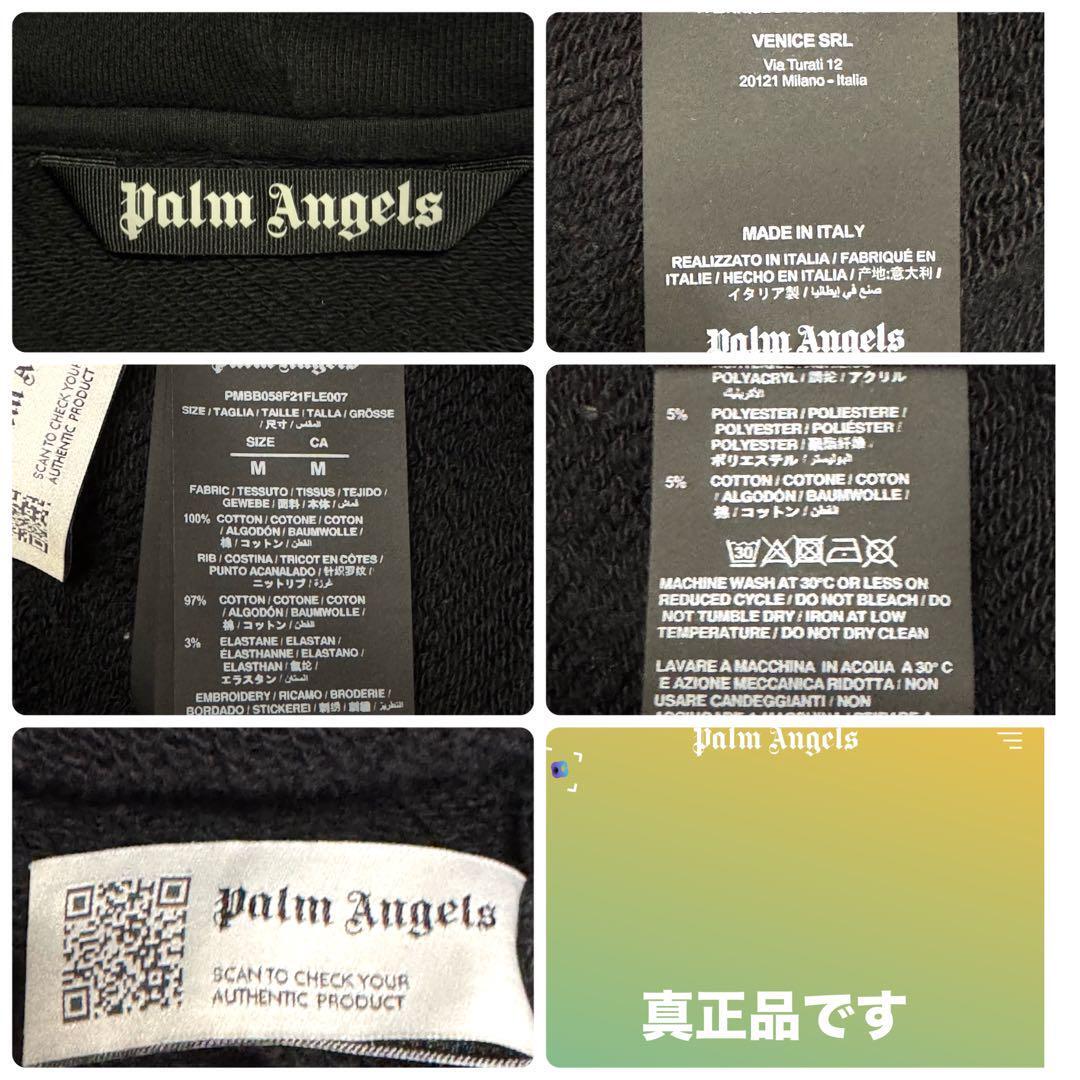 Palm Angels
VENICE SRL
Via Turati 12
20121 Milano - Italia
MADE IN ITALY
REALIZZATO IN ITALIA / FABRIQUÉ EN
ITALIE / HECHO EN ITALIA / 产地:意大利 /
イタリア製 / صنع في إيطاليا
Palm Angels
SCAN TO CHECK YOUR
AUTHENTIC PRODUCT
Palm Angels
PMBB058F21FLE007
SIZE / TAGLIA / TAILLE / TALLA / GRÖSSE
/ 尺寸 / المقاس
SIZE CA
M M
FABRIC / TESSUTO / TISSUS / TEJIDO /
GEWEBE / 面料 / 本体 / قماش
100% COTTON / COTONE / COTON
/ ALGODÓN / BAUMWOLLE /
棉 / コットン / القطن
RIB / COSTINA / TRICOT EN CÔTES /
PUNTO ACANALADO / 针织罗纹 /
ニットリブ / غرزة
97% COTTON / COTONE / COTON
/ ALGODÓN / BAUMWOLLE /
棉 / コットン / القطن
3% ELASTANE / ELASTAN /
ÉLASTHANNE / ELASTANO /
ELASTHAN / 氨纶 /
エラスタン /
EMBROIDERY / RICAMO / BRODERIE /
BORDADO / STICKEREI / 刺绣 / 刺繍 / التطريز
POLYACRYL / 腈纶 / アクリル
5% POLYESTER / POLIESTERE /
POLYESTER / POLIÉSTER /
POLYESTER / 聚酯纤维
ポリエステル / البوليستر
5% COTTON / COTONE / COTON
/ ALGODÓN / BAUMWOLLE /
棉 / コットン / القطن
30
MACHINE WASH AT 30°C OR LESS ON
REDUCED CYCLE / DO NOT BLEACH / DO
NOT TUMBLE DRY / IRON AT LOW
TEMPERATURE / DO NOT DRY CLEAN
LAVARE A MACCHINA IN ACQUA A 30° C
E AZIONE MECCANICA RIDOTTA / NON
USARE CANDEGGIANTI / NON
Palm Angels
SCAN TO CHECK YOUR
AUTHENTIC PRODUCT
Palm Angels
真正品です